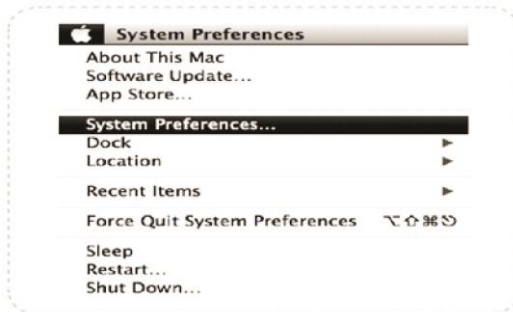 System Preferences
About This Mac
Software Update...
App Store...
System Preferences...
Dock ▶
Location ▶
Recent Items ▶
Force Quit System Preferences ⌥⇧⌘⎋
Sleep
Restart...
Shut Down...